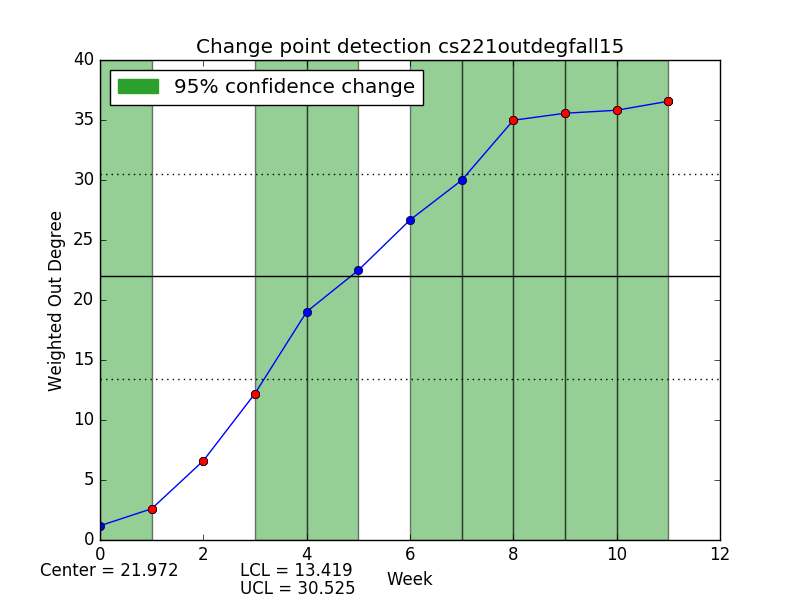 Change point detection cs221outdegfall15
95% confidence change
40
35
30
25
20
15
10
5
0
Weighted Out Degree
0 2 4 6 8 10 12
Week
Center = 21.972
LCL = 13.419
UCL = 30.525